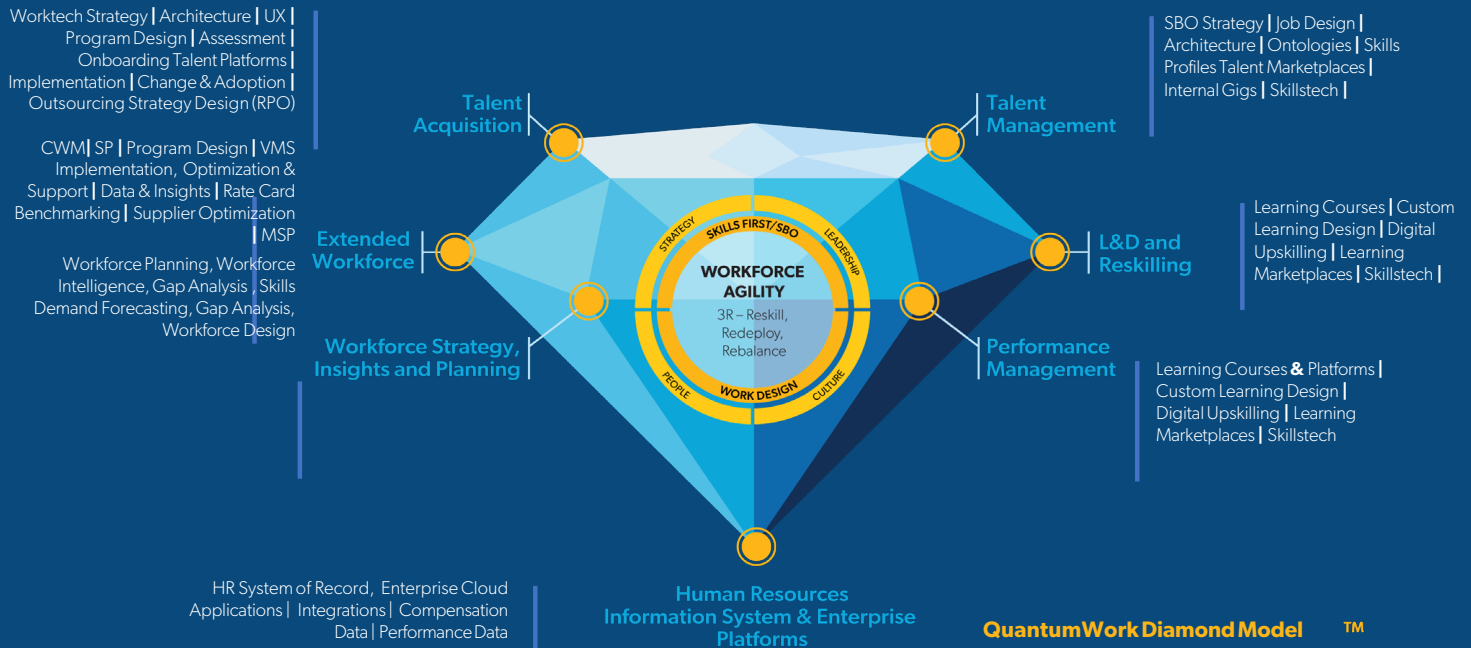 Worktech Strategy | Architecture | UX |
Program Design | Assessment |
Onboarding Talent Platforms |
Implementation | Change & Adoption |
Outsourcing Strategy Design (RPO)
CWM| SP | Program Design | VMS
Implementation, Optimization &
Support | Data & Insights | Rate Card
Benchmarking | Supplier Optimization
| MSP
Workforce Planning, Workforce
Intelligence, Gap Analysis , Skills
Demand Forecasting, Gap Analysis,
Workforce Design
Talent
Acquisition
Extended
Workforce
Workforce Strategy,
Insights and Planning
STRATEGY
LEADERSHIP
SKILLS FIRST/SBO
WORKFORCE
AGILITY
3R – Reskill,
Redeploy,
Rebalance
WORK DESIGN
PEOPLE
CULTURE
Talent
Management
SBO Strategy | Job Design |
Architecture | Ontologies | Skills
Profiles Talent Marketplaces |
Internal Gigs | Skillstech |
L&D and
Reskilling
Learning Courses | Custom
Learning Design | Digital
Upskilling | Learning
Marketplaces | Skillstech |
Performance
Management
Learning Courses & Platforms |
Custom Learning Design |
Digital Upskilling | Learning
Marketplaces | Skillstech
HR System of Record, Enterprise Cloud
Applications | Integrations | Compensation
Data | Performance Data
Human Resources
Information System & Enterprise
Platforms
QuantumWork Diamond Model TM